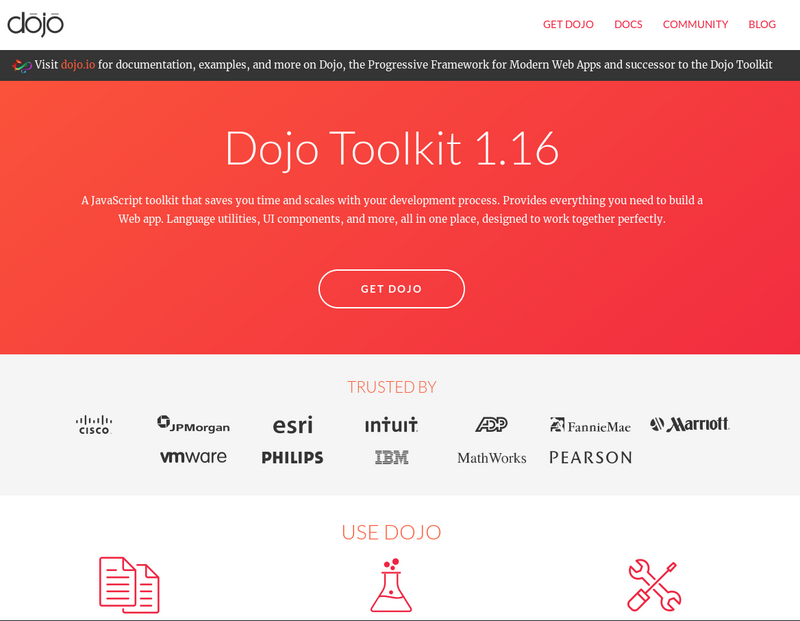 dōjō
GET DOJO DOCS COMMUNITY BLOG
Visit dojo.io for documentation, examples, and more on Dojo, the Progressive Framework for Modern Web Apps and successor to the Dojo Toolkit
Dojo Toolkit 1.16
A JavaScript toolkit that saves you time and scales with your development process. Provides everything you need to build a
Web app. Language utilities, UI components, and more, all in one place, designed to work together perfectly.
GET DOJO
TRUSTED BY
CISCO JPMorgan esri intuit ADP FannieMae Marriott
vmware PHILIPS IBM MathWorks PEARSON
USE DOJO